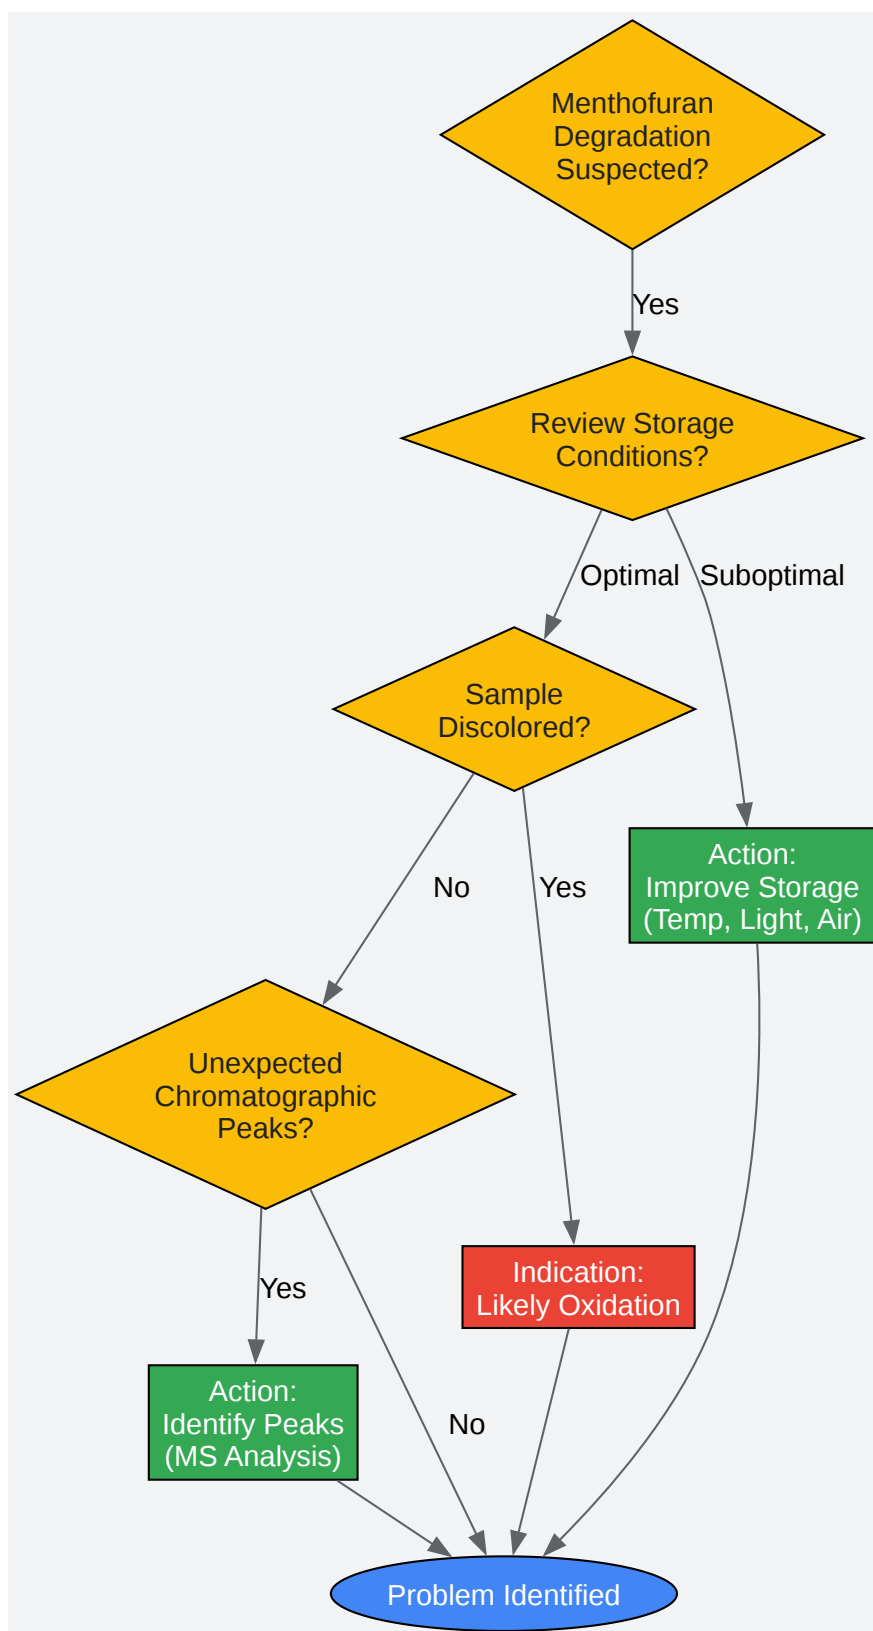 Menthofuran
Degradation
Suspected?
Yes
Review Storage
Conditions?
Optimal
Suboptimal
Sample
Discolored?
No
Yes
Action:
Improve Storage
(Temp, Light, Air)
Unexpected
Chromatographic
Peaks?
Yes
Indication:
Likely Oxidation
Action:
Identify Peaks
(MS Analysis)
No
Problem Identified